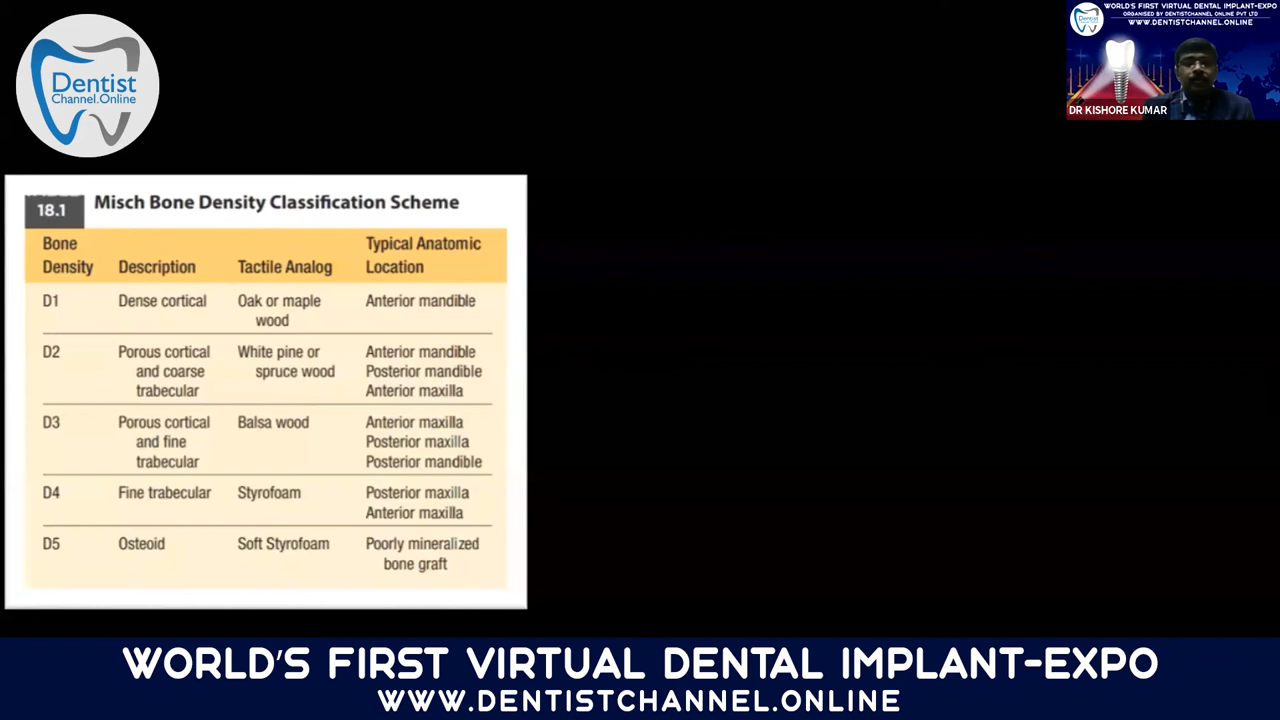 Dentist
Channel.Online
WORLD'S FIRST VIRTUAL DENTAL IMPLANT-EXPO
ORGANISED BY DENTISTCHANNEL ONLINE PVT LTD
WWW.DENTISTCHANNEL.ONLINE
DR KISHORE KUMAR
18.1 Misch Bone Density Classification Scheme
Bone Typical Anatomic
Density Description Tactile Analog Location
D1 Dense cortical Oak or maple Anterior mandible
wood
D2 Porous cortical White pine or Anterior mandible
and coarse spruce wood Posterior mandible
trabecular Anterior maxilla
D3 Porous cortical Balsa wood Anterior maxilla
and fine Posterior maxilla
trabecular Posterior mandible
D4 Fine trabecular Styrofoam Posterior maxilla
Anterior maxilla
D5 Osteoid Soft Styrofoam Poorly mineralized
bone graft
WORLD'S FIRST VIRTUAL DENTAL IMPLANT-EXPO
WWW.DENTISTCHANNEL.ONLINE